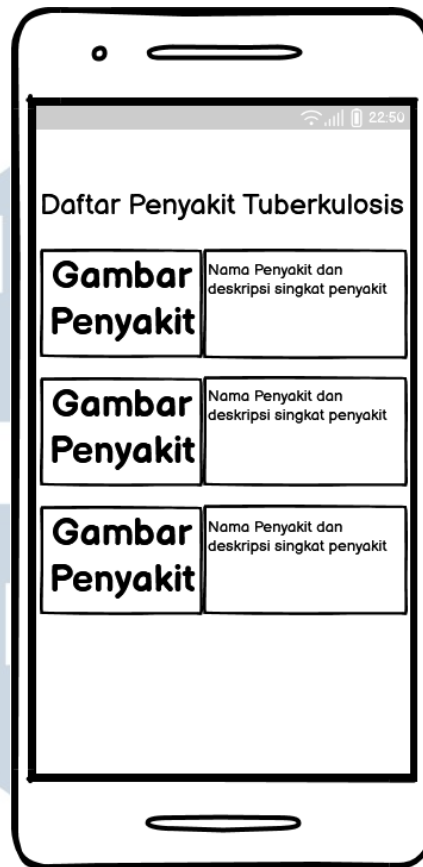 22:50
Daftar Penyakit Tuberkulosis
Gambar
Penyakit
Nama Penyakit dan
deskripsi singkat penyakit
Gambar
Penyakit
Nama Penyakit dan
deskripsi singkat penyakit
Gambar
Penyakit
Nama Penyakit dan
deskripsi singkat penyakit